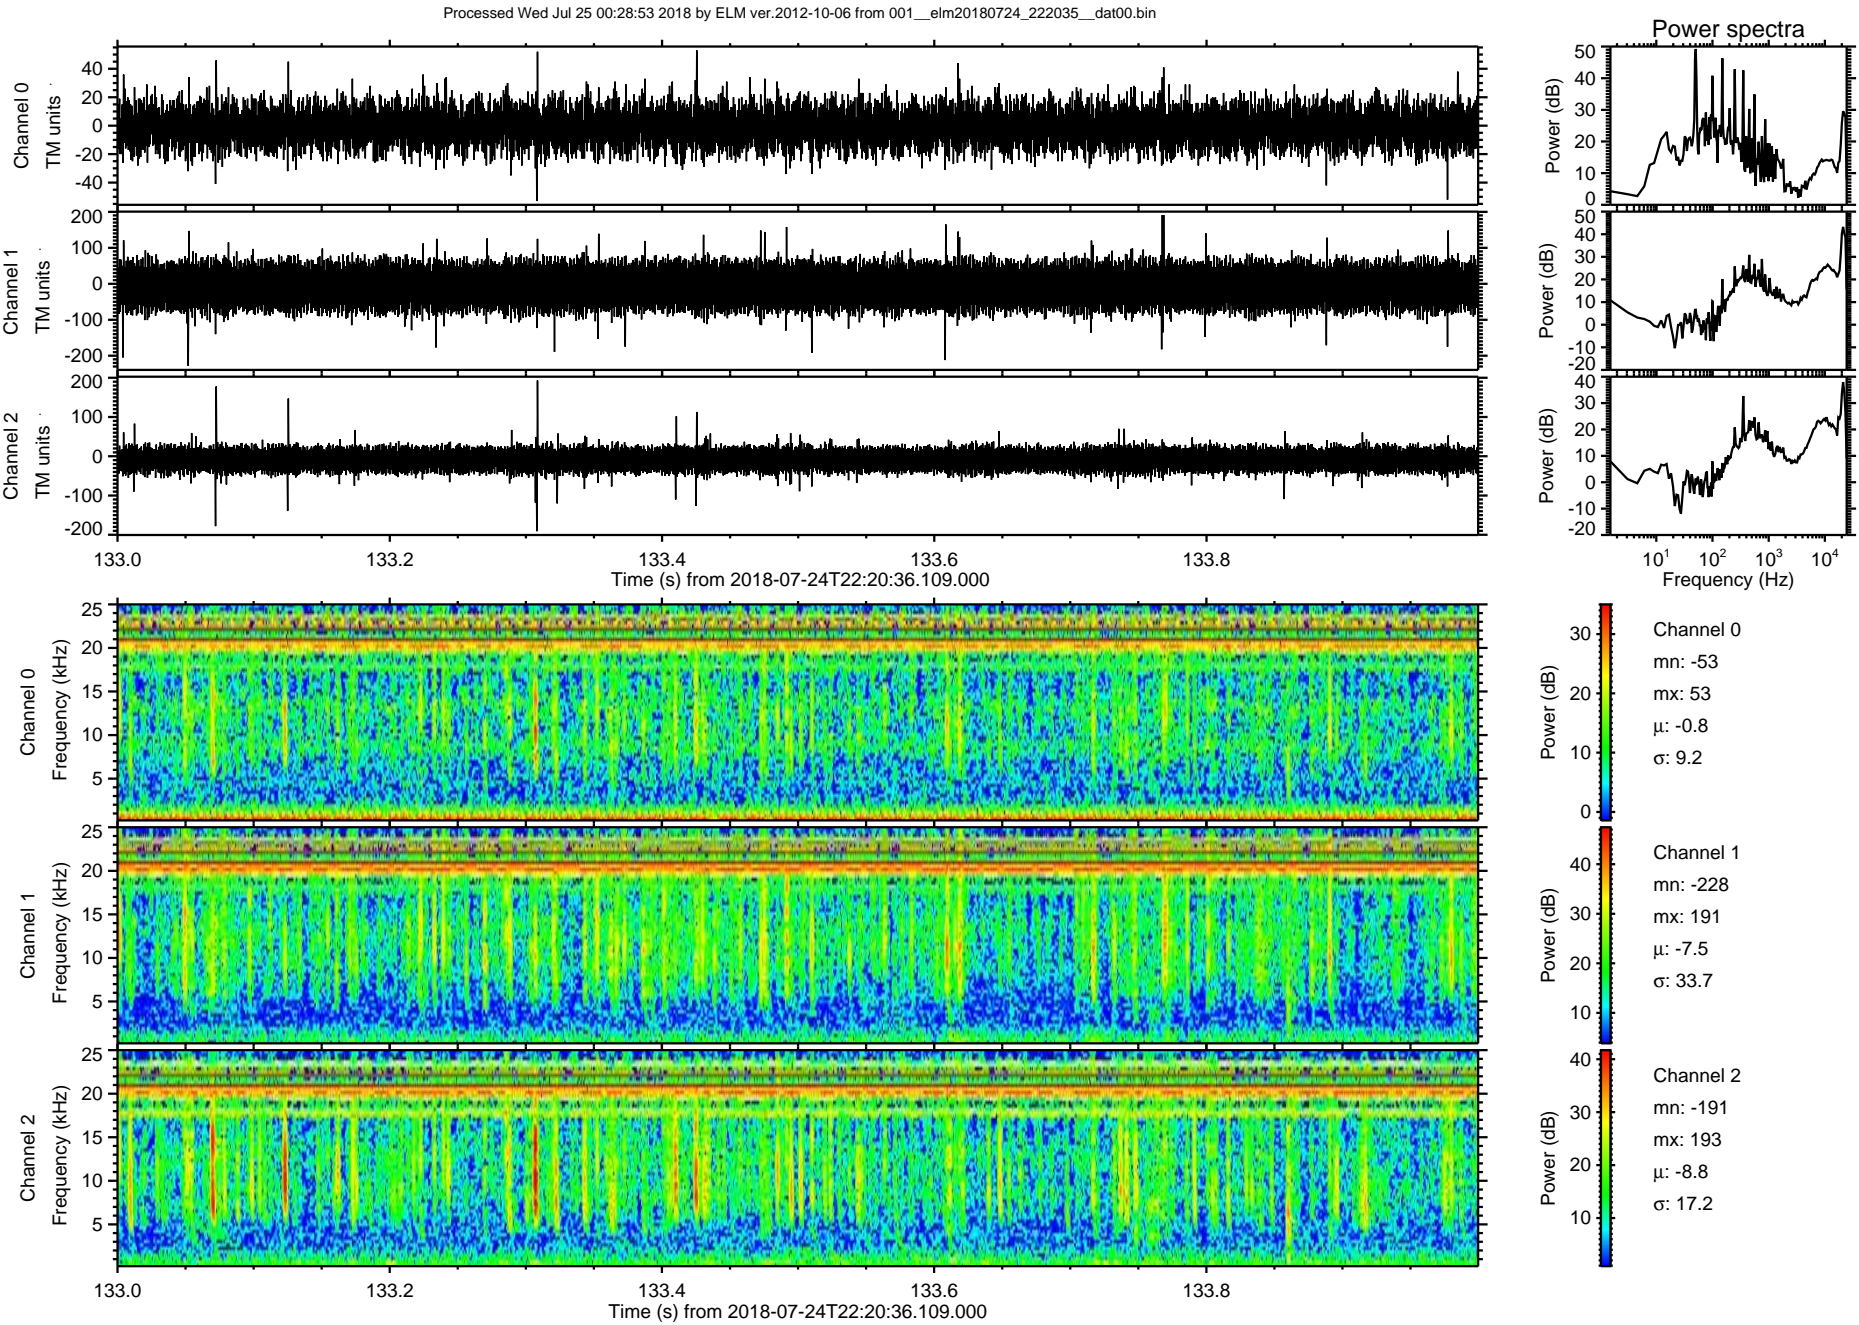 Processed Wed Jul 25 00:28:53 2018 by ELM ver.2012-10-06 from 001__elm20180724_222035__dat00.bin
Power spectra
Channel 0
TM units
40
20
0
-20
-40
Power (dB)
50
40
30
20
10
0
Channel 1
TM units
200
100
0
-100
-200
Power (dB)
50
40
30
20
10
0
-10
-20
Channel 2
TM units
200
100
0
-100
-200
Power (dB)
40
30
20
10
0
-10
-20
133.0 133.2 133.4 133.6 133.8
Time (s) from 2018-07-24T22:20:36.109.000
10^1 10^2 10^3 10^4
Frequency (Hz)
Channel 0
Frequency (kHz)
25
20
15
10
5
Power (dB)
30
20
10
0
Channel 0
mn: -53
mx: 53
μ: -0.8
σ: 9.2
Channel 1
Frequency (kHz)
25
20
15
10
5
Power (dB)
40
30
20
10
Channel 1
mn: -228
mx: 191
μ: -7.5
σ: 33.7
Channel 2
Frequency (kHz)
25
20
15
10
5
Power (dB)
40
30
20
10
Channel 2
mn: -191
mx: 193
μ: -8.8
σ: 17.2
133.0 133.2 133.4 133.6 133.8
Time (s) from 2018-07-24T22:20:36.109.000